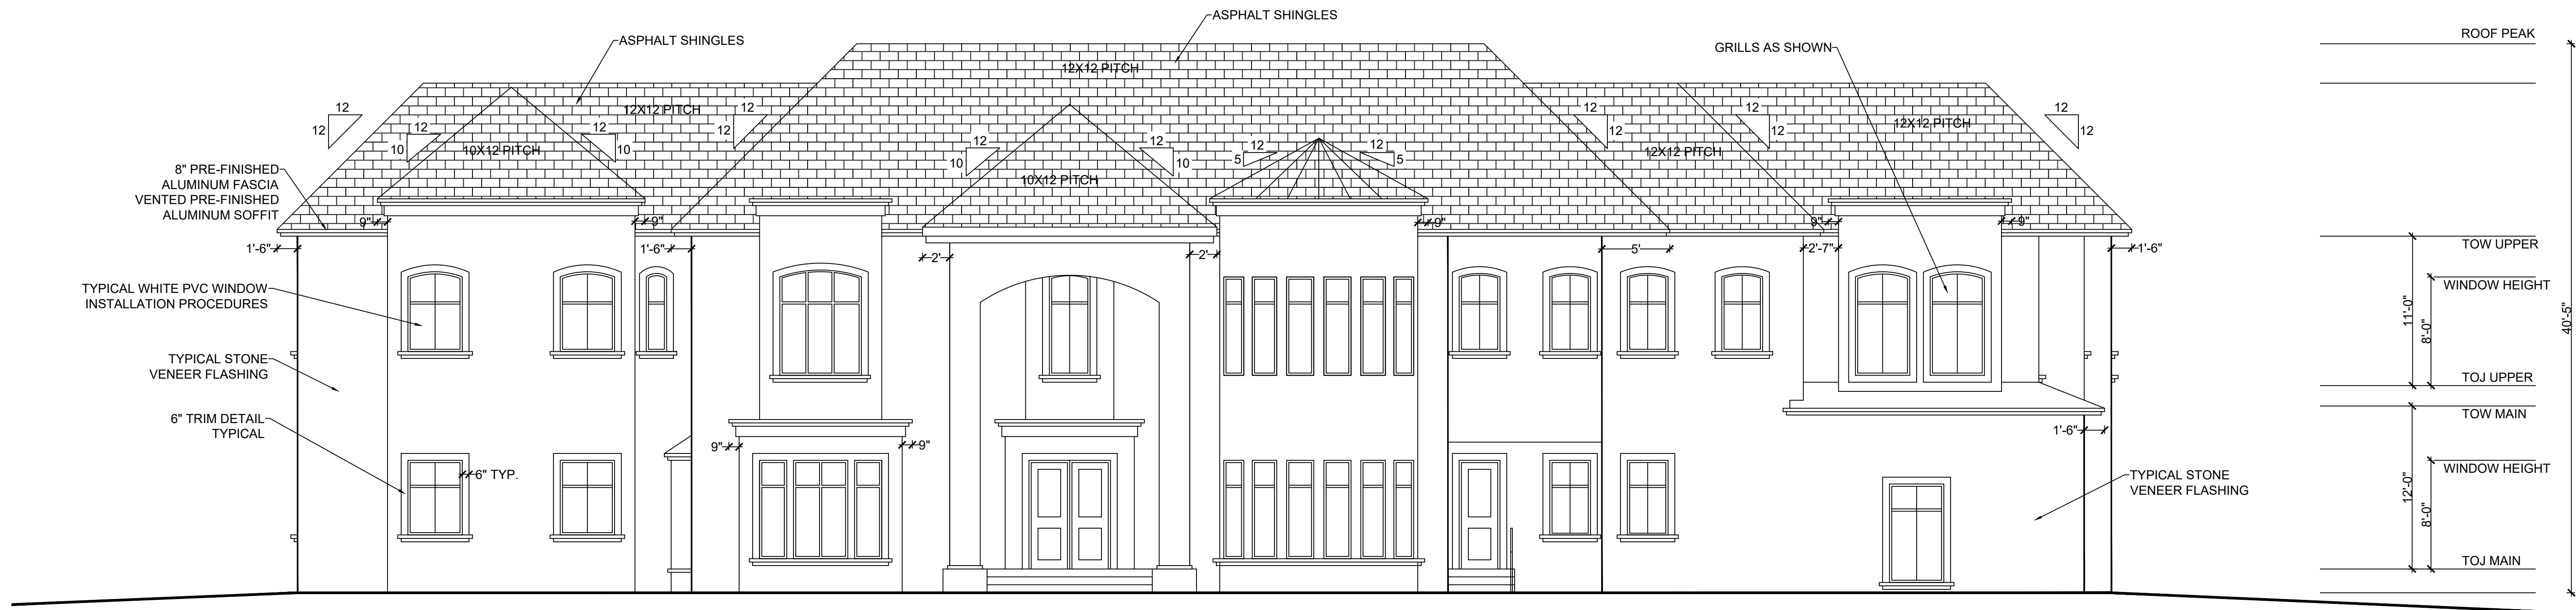 ASPHALT SHINGLES
ROOF PEAK
ASPHALT SHINGLES
GRILLS AS SHOWN
12X12 PITCH
12
12X12 PITCH
12
12
12
12
12X12 PITCH
12
12
12
12
12
12
12
12
10
10X12 PITCH
10
12
12
10
10
12
12
5
5
12X12 PITCH
10X12 PITCH
8" PRE-FINISHED
ALUMINUM FASCIA
VENTED PRE-FINISHED
ALUMINUM SOFFIT
9"
9"
9"
9"
9"
1'-6"
1'-6"
2'
2'
5'
2'-7"
1'-6"
TOW UPPER
TYPICAL WHITE PVC WINDOW
INSTALLATION PROCEDURES
WINDOW HEIGHT
11'-0"
8'-0"
40'-5"
TYPICAL STONE
VENEER FLASHING
TOJ UPPER
6" TRIM DETAIL
TYPICAL
TOW MAIN
9"
9"
1'-6"
6" TYP.
WINDOW HEIGHT
TYPICAL STONE
VENEER FLASHING
12'-0"
8'-0"
TOJ MAIN